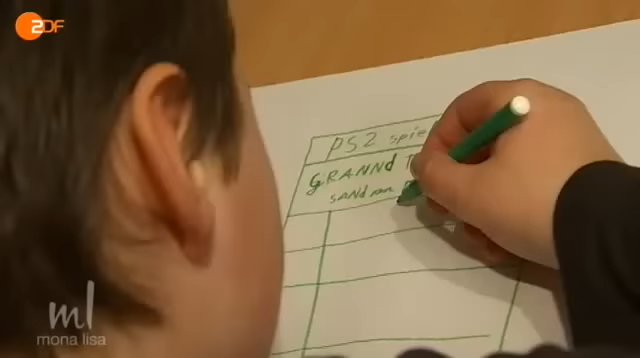 ZDF
PS2 spie
GRANNd T
SANd an
ml
mona lisa